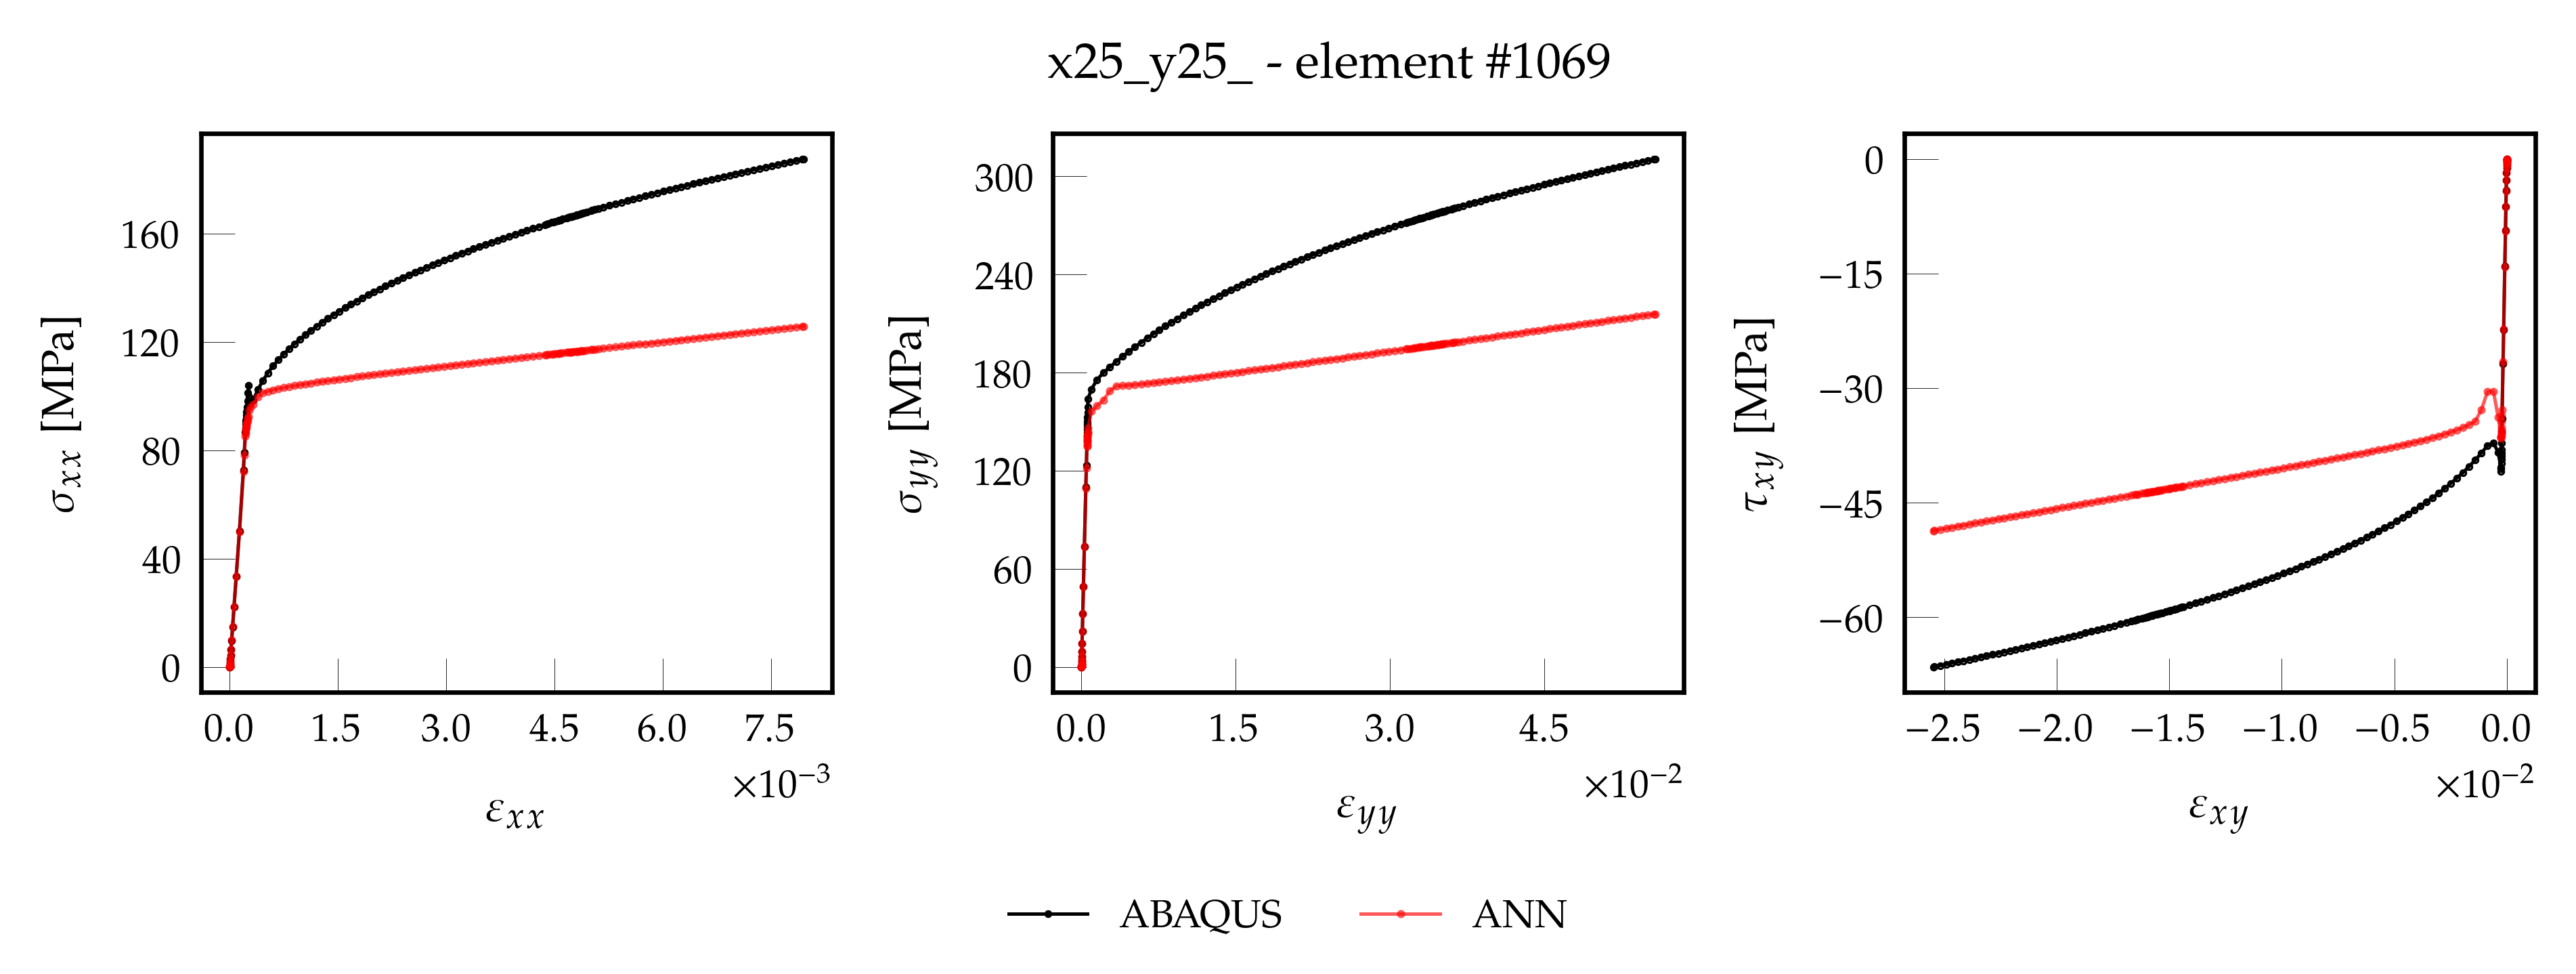 x25_y25_ - element #1069
σxx [MPa]
160
120
80
40
0
0.0 1.5 3.0 4.5 6.0 7.5
×10−3
εxx
σyy [MPa]
300
240
180
120
60
0
0.0 1.5 3.0 4.5
×10−2
εyy
τxy [MPa]
0
−15
−30
−45
−60
−2.5 −2.0 −1.5 −1.0 −0.5 0.0
×10−2
εxy
ABAQUS ANN